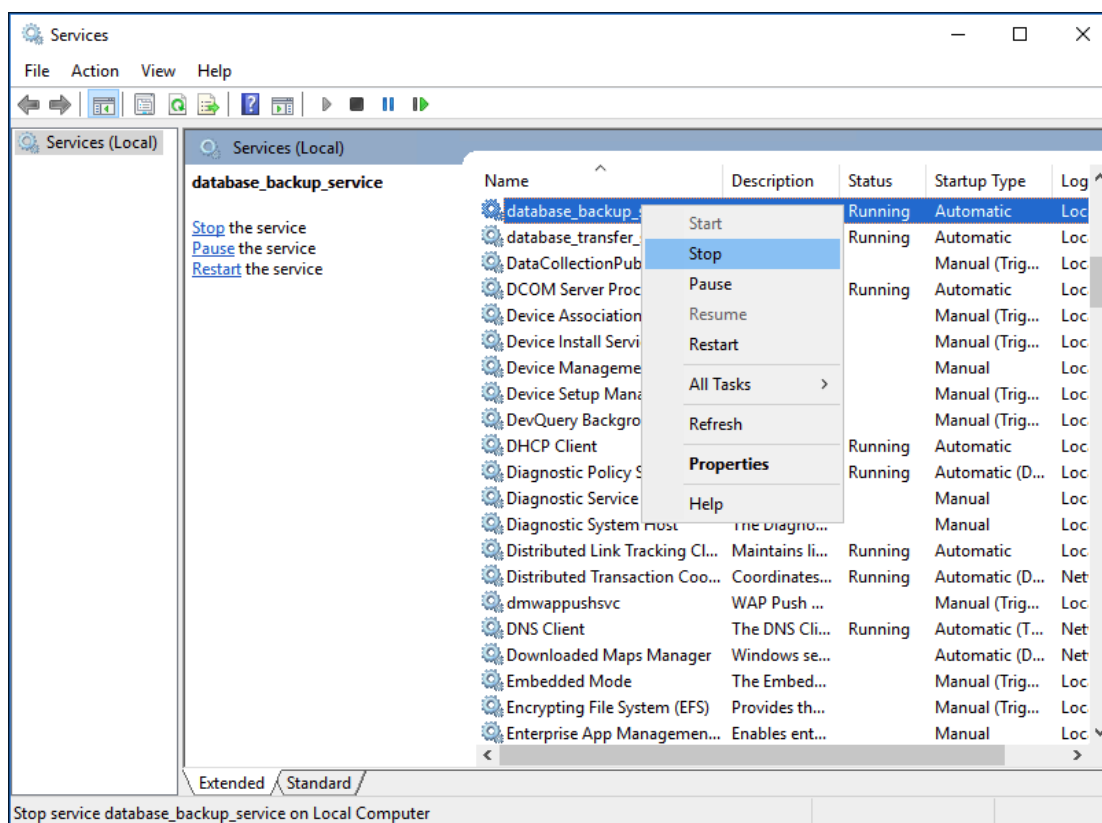 Services
File Action View Help
Services (Local)
Services (Local)
database_backup_service
Stop the service
Pause the service
Restart the service
Name Description Status Startup Type Log
database_backup_s Running Automatic Loc
database_transfer_ Running Automatic Loc
DataCollectionPub Manual (Trig... Loc
DCOM Server Proc Running Automatic Loc
Device Association Manual (Trig... Loc
Device Install Servi Manual (Trig... Loc
Device Manageme Manual Loc
Device Setup Mana Manual (Trig... Loc
DevQuery Backgro Manual (Trig... Loc
DHCP Client Running Automatic Loc
Diagnostic Policy S Running Automatic (D... Loc
Diagnostic Service Manual Loc
Diagnostic System Host The Diagno... Manual Loc
Distributed Link Tracking Cl... Maintains li... Running Automatic Loc
Distributed Transaction Coo... Coordinates... Running Automatic (D... Net
dmwappushsvc WAP Push ... Manual (Trig... Loc
DNS Client The DNS Cli... Running Automatic (T... Net
Downloaded Maps Manager Windows se... Automatic (D... Net
Embedded Mode The Embed... Manual (Trig... Loc
Encrypting File System (EFS) Provides th... Manual (Trig... Loc
Enterprise App Managemen... Enables ent... Manual Loc
Start
Stop
Pause
Resume
Restart
All Tasks
Refresh
Properties
Help
Extended Standard
Stop service database_backup_service on Local Computer